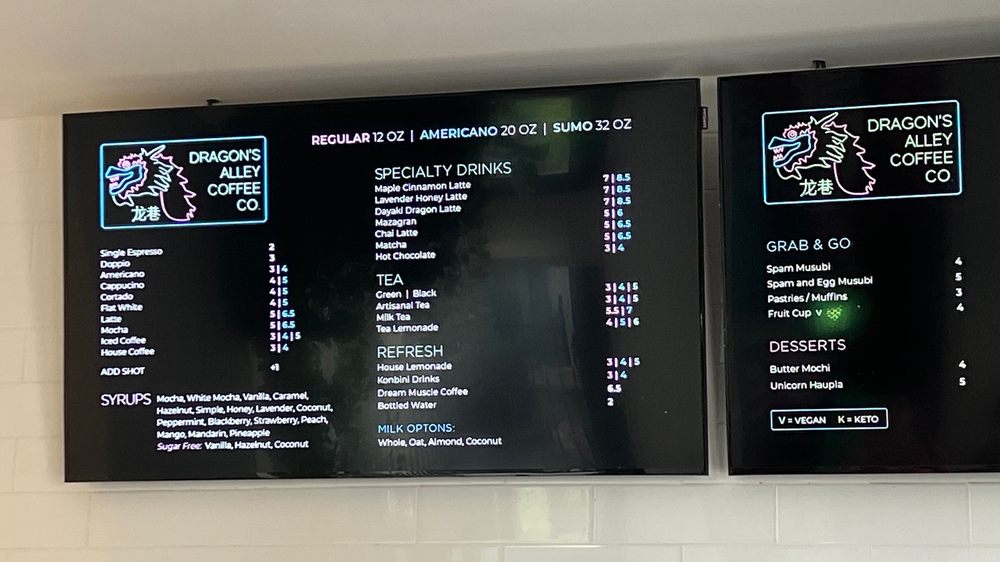 REGULAR 12 OZ | AMERICANO 20 OZ | SUMO 32 OZ
DRAGON'S
ALLEY
COFFEE
CO.
龙巷
Single Espresso 2
Doppio 3
Americano 3|4
Cappucino 4|5
Cortado 4|5
Flat White 4|5
Latte 5|6.5
Mocha 5|6.5
Iced Coffee 3|4|5
House Coffee 3|4
ADD SHOT +1
SYRUPS Mocha, White Mocha, Vanilla, Caramel,
Hazelnut, Simple, Honey, Lavender, Coconut,
Peppermint, Blackberry, Strawberry, Peach,
Mango, Mandarin, Pineapple
Sugar Free: Vanilla, Hazelnut, Coconut
SPECIALTY DRINKS
Maple Cinnamon Latte 7|8.5
Lavender Honey Latte 7|8.5
Dayaki Dragon Latte 7|8.5
Mazagran 5|6
Chai Latte 5|6.5
Matcha 5|6.5
Hot Chocolate 3|4
TEA
Green | Black 3|4|5
Artisanal Tea 3|4|5
Milk Tea 5.5|7
Tea Lemonade 4|5|6
REFRESH
House Lemonade 3|4|5
Konbini Drinks 3|4
Dream Muscle Coffee 6.5
Bottled Water 2
MILK OPTONS:
Whole, Oat, Almond, Coconut
SAMSUNG
DRAGON'S
ALLEY
COFFEE
CO.
龙巷
GRAB & GO
Spam Musubi 4
Spam and Egg Musubi 5
Pastries / Muffins 3
Fruit Cup V 4
DESSERTS
Butter Mochi 4
Unicorn Haupia 5
V = VEGAN K = KETO